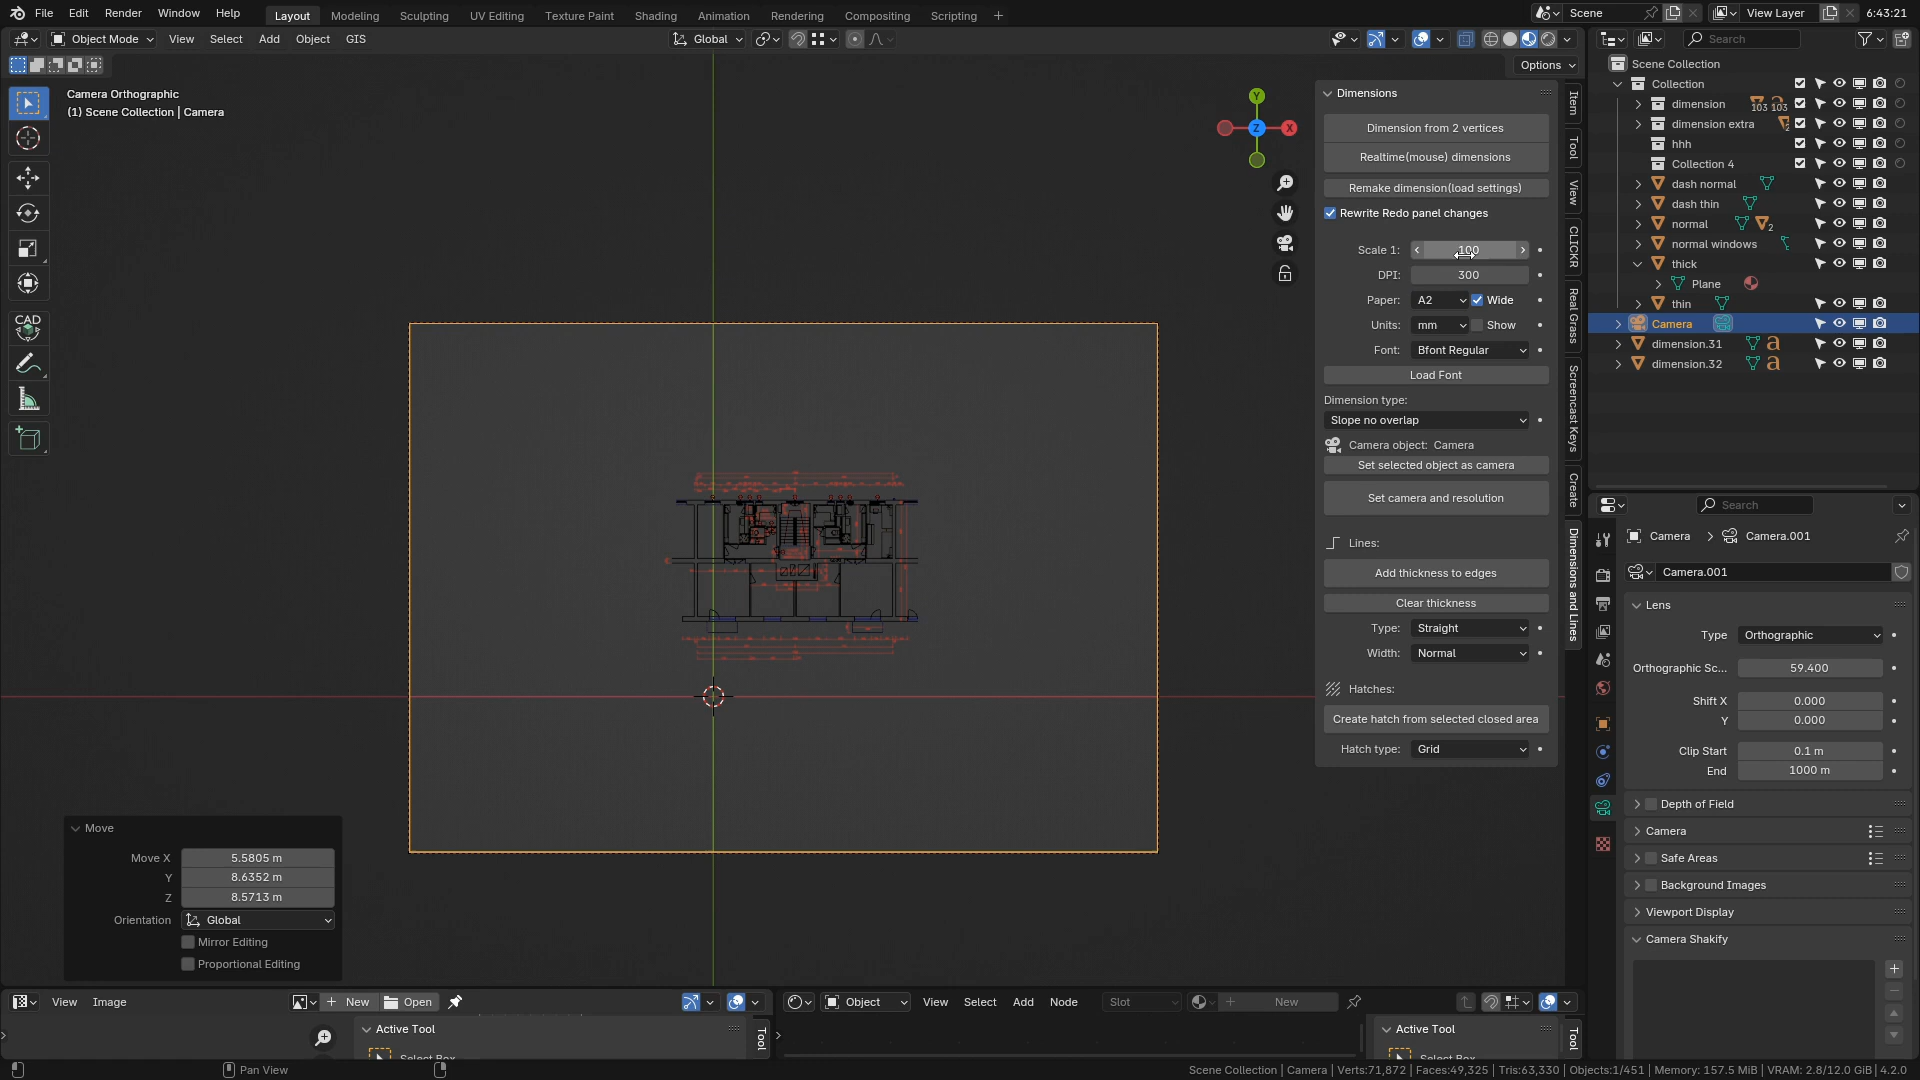 File Edit Render Window Help Layout Modeling Sculpting UV Editing Texture Paint Shading Animation Rendering Compositing Scripting + Scene View Layer 6:43:21
Object Mode View Select Add Object GIS Global Search
Options
Camera Orthographic
(1) Scene Collection | Camera
Y
X
Z
Dimensions
Dimension from 2 vertices
Realtime(mouse) dimensions
Remake dimension(load settings)
Rewrite Redo panel changes
Scale 1: 100
DPI: 300
Paper: A2 Wide
Units: mm Show
Font: Bfont Regular
Load Font
Dimension type:
Slope no overlap
Camera object: Camera
Set selected object as camera
Set camera and resolution
Lines:
Add thickness to edges
Clear thickness
Type: Straight
Width: Normal
Hatches:
Create hatch from selected closed area
Hatch type: Grid
Item
Tool
View
CLICKR
Real Grass
Screencast Keys
Create
Dimensions and Lines
Scene Collection
Collection
dimension 103 103
dimension extra
hhh
Collection 4
dash normal
dash thin
normal 2
normal windows
thick
Plane
thin
Camera
dimension.31
dimension.32
Search
Camera > Camera.001
Camera.001
Lens
Type Orthographic
Orthographic Sc... 59.400
Shift X 0.000
Y 0.000
Clip Start 0.1 m
End 1000 m
Depth of Field
Camera
Safe Areas
Background Images
Viewport Display
Camera Shakify
CAD
Move
Move X 5.5805 m
Y 8.6352 m
Z 8.5713 m
Orientation Global
Mirror Editing
Proportional Editing
View Image New Open
Active Tool
Select Box
Tool
Object View Select Add Node Slot New
Active Tool
Select Box
Tool
Pan View
Scene Collection | Camera | Verts:71,872 | Faces:49,325 | Tris:63,330 | Objects:1/451 | Memory: 157.5 MiB | VRAM: 2.8/12.0 GiB | 4.2.0